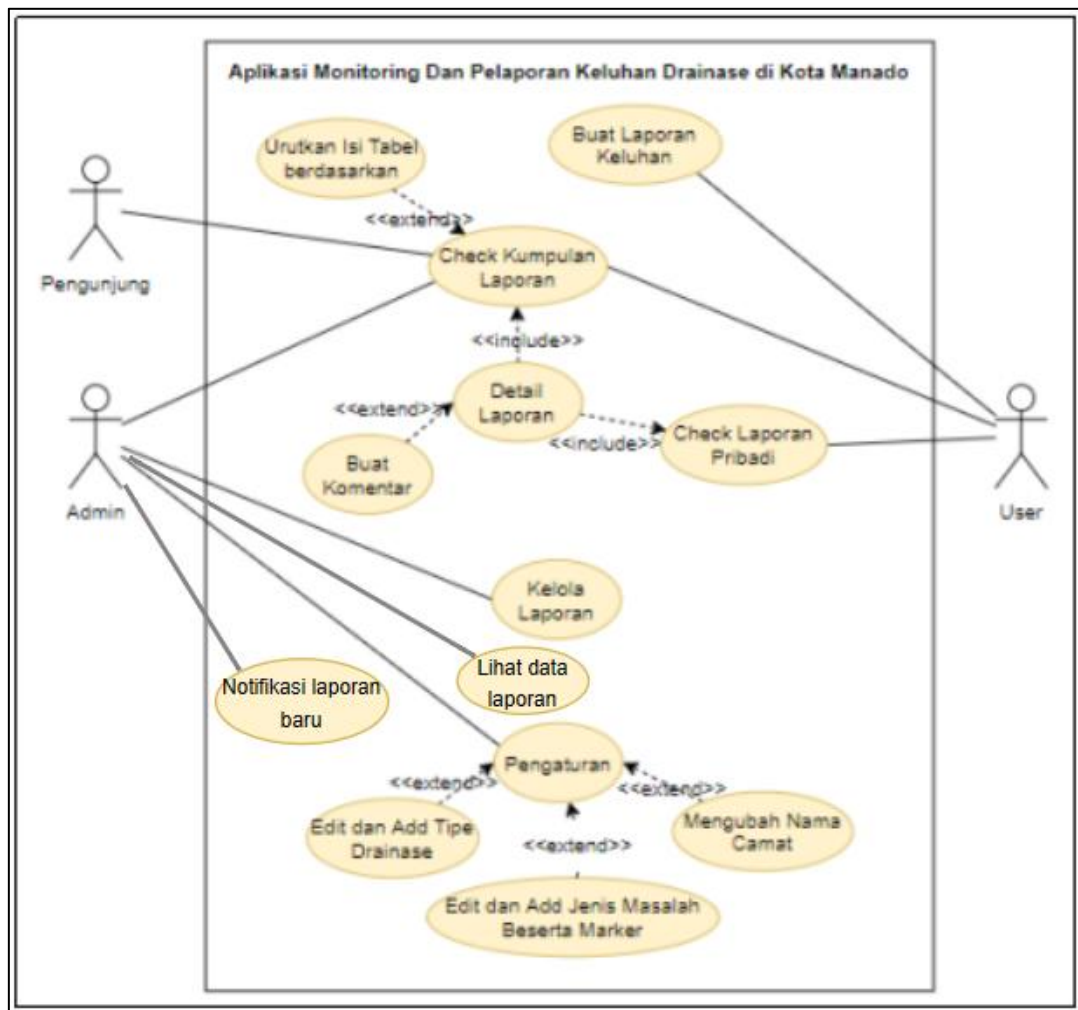 Aplikasi Monitoring Dan Pelaporan Keluhan Drainase di Kota Manado
Urutkan Isi Tabel
berdasarkan
Buat Laporan
Keluhan
<<extend>>
Pengunjung
Check Kumpulan
Laporan
<<include>>
Detail
Laporan
<<extend>>
<<include>>
Check Laporan
Pribadi
Buat
Komentar
Admin
User
Kelola
Laporan
Notifikasi laporan
baru
Lihat data
laporan
Pengaturan
<<extend>>
<<extend>>
Edit dan Add Tipe
Drainase
<<extend>>
Mengubah Nama
Camat
Edit dan Add Jenis Masalah
Beserta Marker